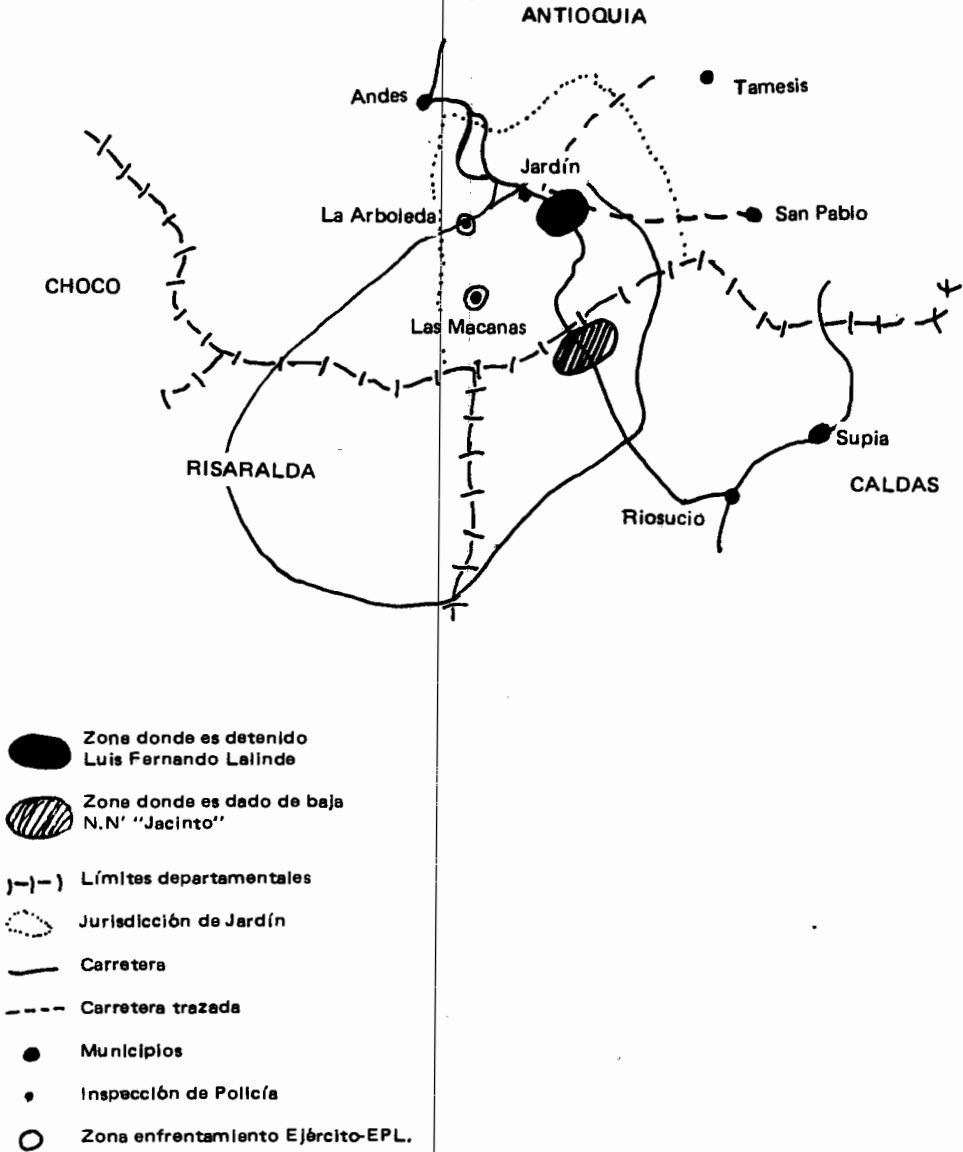 ANTIOQUIA
Andes
Tamesis
Jardín
La Arboleda
San Pablo
CHOCO
Las Macanas
RISARALDA
Supia
CALDAS
Riosucio
Zona donde es detenido
Luis Fernando Lalinde
Zona donde es dado de baja
N.N' "Jacinto"
Límites departamentales
Jurisdicción de Jardín
Carretera
Carretera trazada
Municipios
Inspección de Policía
Zona enfrentamiento Ejército-EPL.